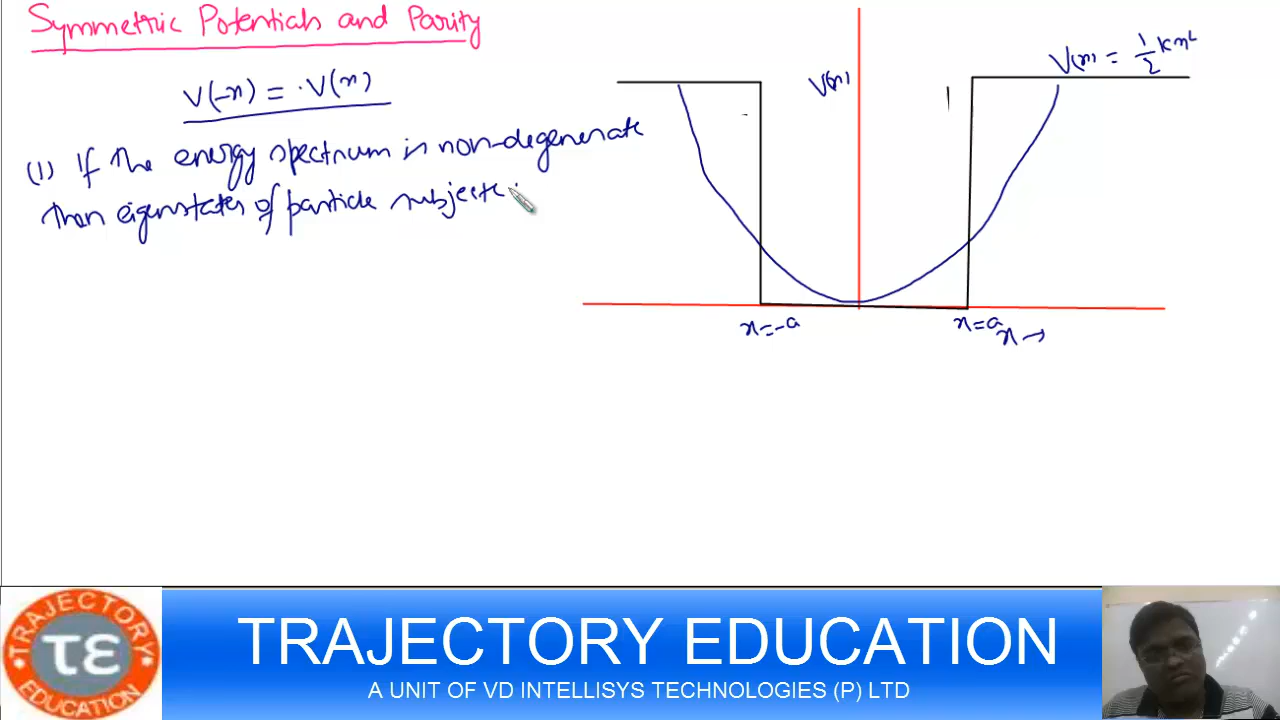 Symmetric Potentials and Parity
V(-x) = V(x)
(1) If the energy spectrum is non-degenerate
then eigenstates of particle subjecte
V(x)
V(x) = 1/2 kx²
x=-a
x=a
x→
TRAJECTORY
TE
EDUCATION
TRAJECTORY EDUCATION
A UNIT OF VD INTELLISYS TECHNOLOGIES (P) LTD